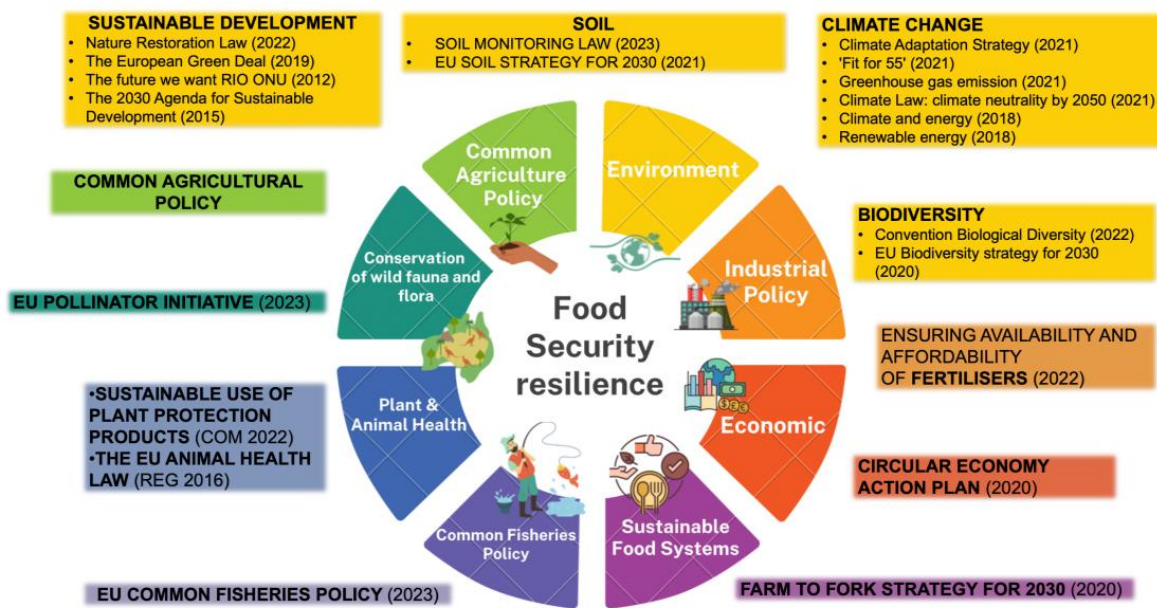 SUSTAINABLE DEVELOPMENT
• Nature Restoration Law (2022)
• The European Green Deal (2019)
• The future we want RIO ONU (2012)
• The 2030 Agenda for Sustainable
Development (2015)
SOIL
• SOIL MONITORING LAW (2023)
• EU SOIL STRATEGY FOR 2030 (2021)
CLIMATE CHANGE
• Climate Adaptation Strategy (2021)
• 'Fit for 55' (2021)
• Greenhouse gas emission (2021)
• Climate Law: climate neutrality by 2050 (2021)
• Climate and energy (2018)
• Renewable energy (2018)
COMMON AGRICULTURAL
POLICY
EU POLLINATOR INITIATIVE (2023)
•SUSTAINABLE USE OF
PLANT PROTECTION
PRODUCTS (COM 2022)
•THE EU ANIMAL HEALTH
LAW (REG 2016)
EU COMMON FISHERIES POLICY (2023)
Common
Agriculture
Policy
Environment
Conservation
of wild fauna and
flora
Industrial
Policy
Food
Security
resilience
Plant &
Animal Health
Economic
Common Fisheries
Policy
Sustainable
Food Systems
BIODIVERSITY
• Convention Biological Diversity (2022)
• EU Biodiversity strategy for 2030
(2020)
ENSURING AVAILABILITY AND
AFFORDABILITY
OF FERTILISERS (2022)
CIRCULAR ECONOMY
ACTION PLAN (2020)
FARM TO FORK STRATEGY FOR 2030 (2020)